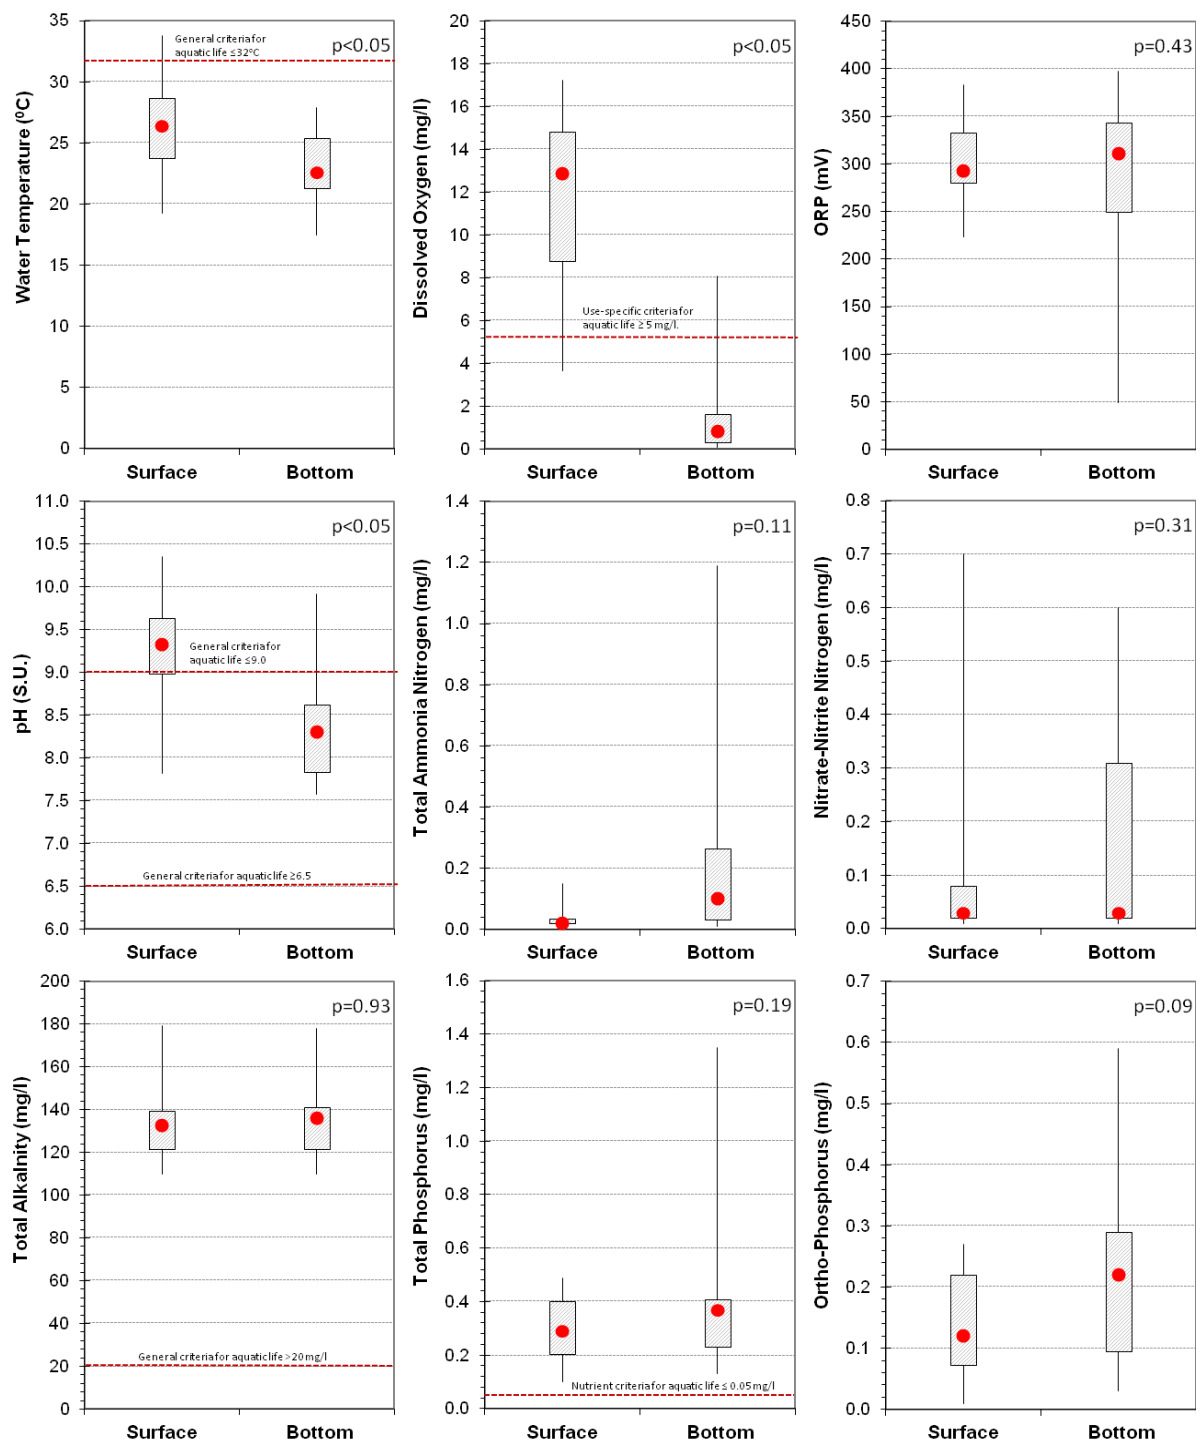 35
30
25
20
15
10
5
0
Water Temperature (⁰C)
General criteria for
aquatic life ≤32°C
p<0.05
Surface
Bottom
20
18
16
14
12
10
8
6
4
2
0
Dissolved Oxygen (mg/l)
p<0.05
Use-specific criteria for
aquatic life ≥ 5 mg/l.
Surface
Bottom
450
400
350
300
250
200
150
100
50
0
ORP (mV)
p=0.43
Surface
Bottom
11.0
10.5
10.0
9.5
9.0
8.5
8.0
7.5
7.0
6.5
6.0
pH (S.U.)
p<0.05
General criteria for
aquatic life ≤9.0
General criteria for aquatic life ≥6.5
Surface
Bottom
1.4
1.2
1.0
0.8
0.6
0.4
0.2
0.0
Total Ammonia Nitrogen (mg/l)
p=0.11
Surface
Bottom
0.8
0.7
0.6
0.5
0.4
0.3
0.2
0.1
0.0
Nitrate-Nitrite Nitrogen (mg/l)
p=0.31
Surface
Bottom
200
180
160
140
120
100
80
60
40
20
0
Total Alkalnity (mg/l)
p=0.93
General criteria for aquatic life >20 mg/l
Surface
Bottom
1.6
1.4
1.2
1.0
0.8
0.6
0.4
0.2
0.0
Total Phosphorus (mg/l)
p=0.19
Nutrient criteria for aquatic life ≤ 0.05 mg/l
Surface
Bottom
0.7
0.6
0.5
0.4
0.3
0.2
0.1
0.0
Ortho-Phosphorus (mg/l)
p=0.09
Surface
Bottom